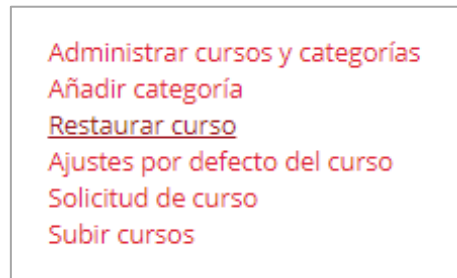 Administrar cursos y categorías
Añadir categoría
Restaurar curso
Ajustes por defecto del curso
Solicitud de curso
Subir cursos